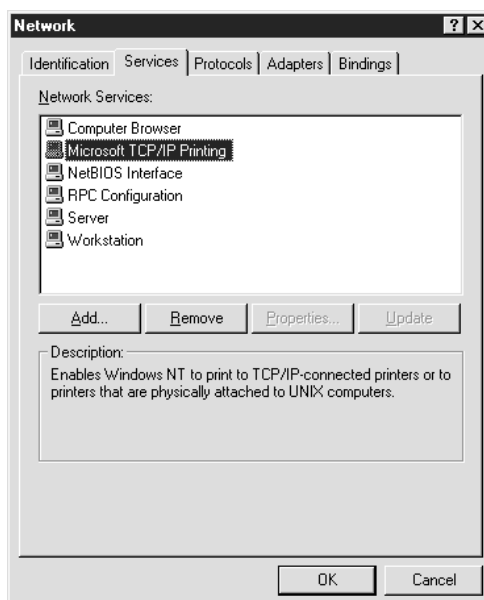 Network
Identification Services Protocols Adapters Bindings
Network Services:
Computer Browser
Microsoft TCP/IP Printing
NetBIOS Interface
RPC Configuration
Server
Workstation
Add... Remove Properties... Update
Description:
Enables Windows NT to print to TCP/IP-connected printers or to
printers that are physically attached to UNIX computers.
OK Cancel